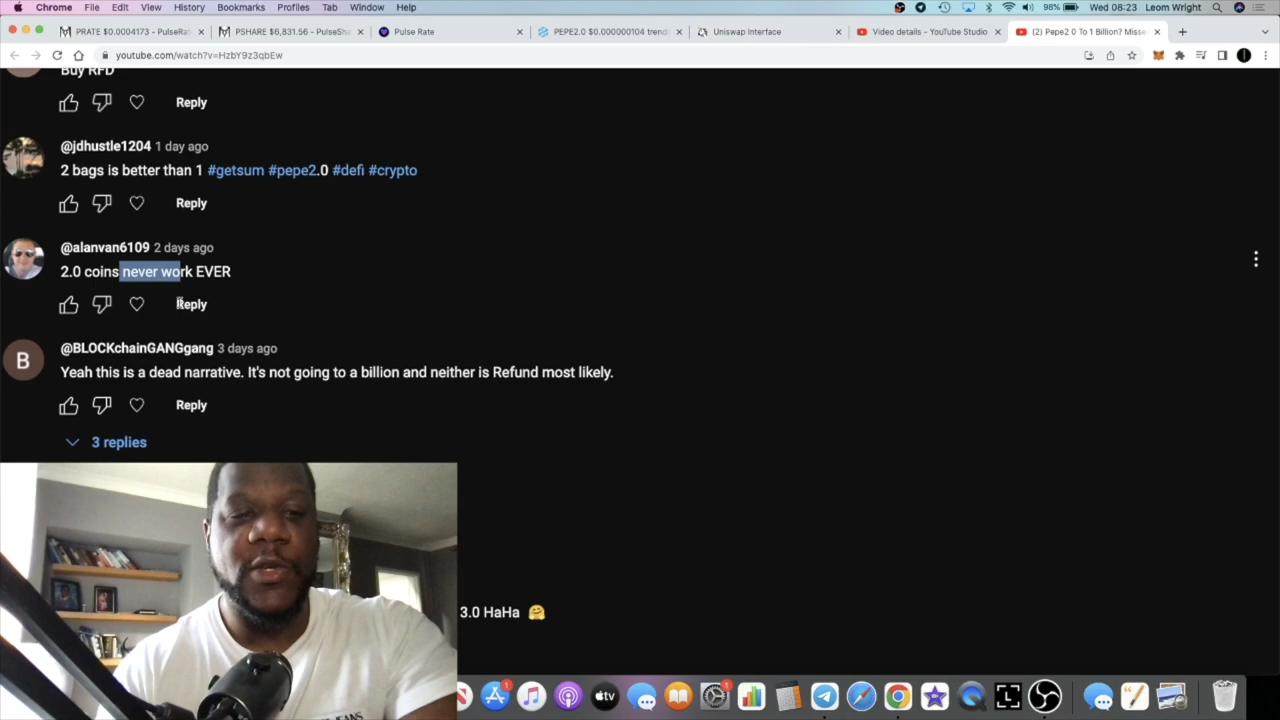 Chrome File Edit View History Bookmarks Profiles Tab Window Help 98% Wed 08:23 Leom Wright
PRATE $0.0004173 - PulseRat PSHARE $6,831.56 - PulseSha Pulse Rate PEPE2.0 $0.000000104 trend Uniswap Interface Video details - YouTube Studio (2) Pepe2 0 To 1 Billion? Misse
youtube.com/watch?v=HzbY9z3qbEw
Buy RFD
Reply
@jdhustle1204 1 day ago
2 bags is better than 1 #getsum #pepe2.0 #defi #crypto
Reply
@alanvan6109 2 days ago
2.0 coins never work EVER
Reply
B
@BLOCKchainGANGgang 3 days ago
Yeah this is a dead narrative. It's not going to a billion and neither is Refund most likely.
Reply
3 replies
3.0 HaHa 🤗
tv